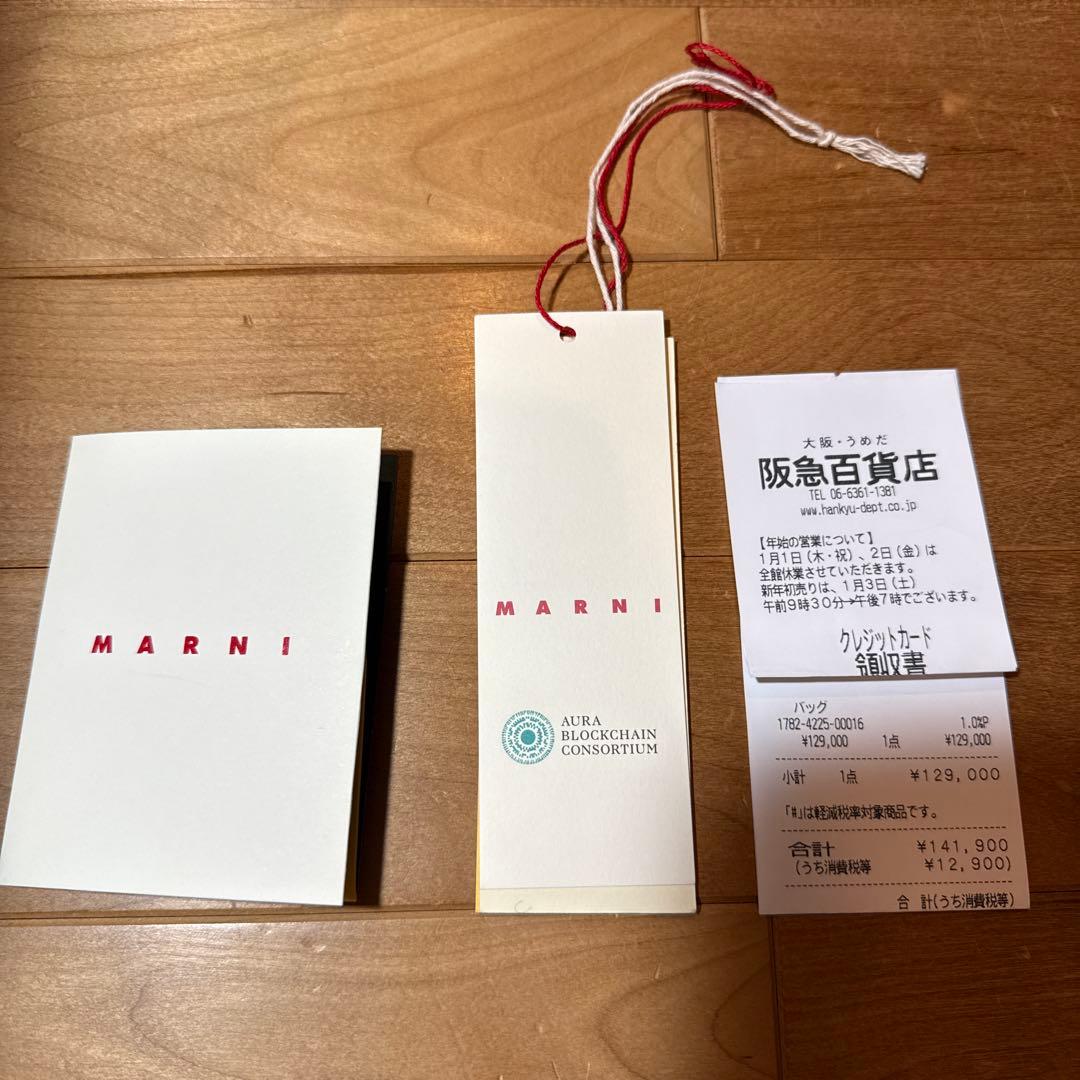 MARNI
MARNI
AURA
BLOCKCHAIN
CONSORTIUM
大阪・うめだ
阪急百貨店
TEL 06-6361-1381
www.hankyu-dept.co.jp
【年始の営業について】
1月1日（木・祝）、2日（金）は
全館休業させていただきます。
新年初売りは、1月3日（土）
午前9時30分→午後7時でございます。
クレジットカード
領収書
バッグ
1782-4225-00016 1.0%P
¥129,000 1点 ¥129,000
小計 1点 ¥129,000
「#」は軽減税率対象商品です。
合計 ¥141,900
(うち消費税等 ¥12,900)
合 計(うち消費税等)